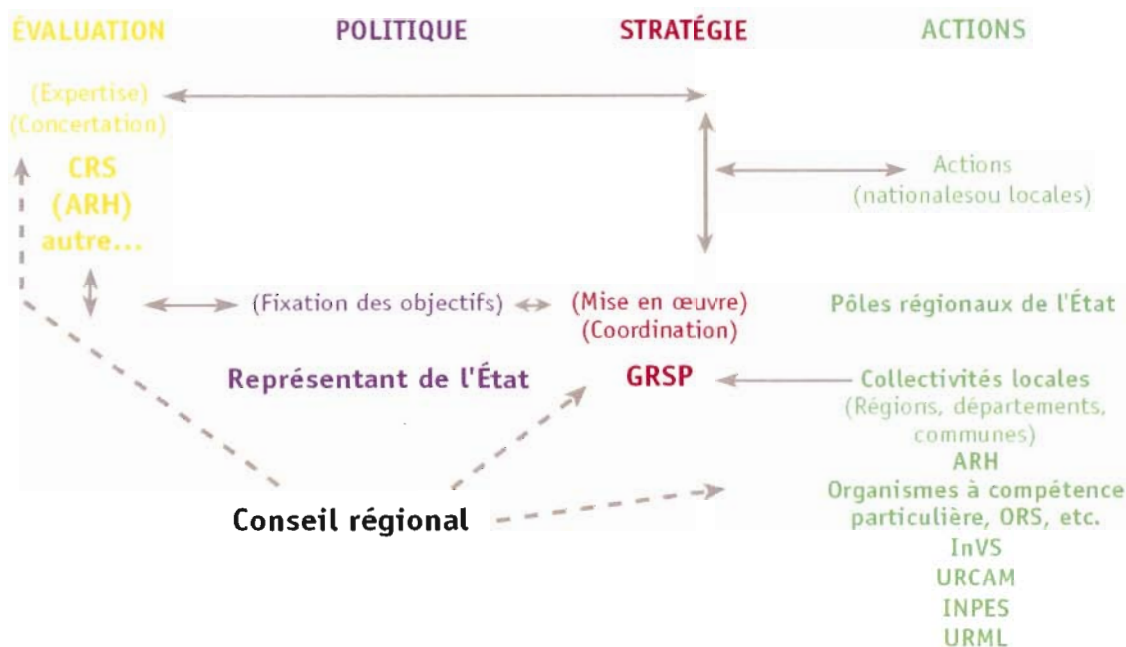 ÉVALUATION
POLITIQUE
STRATÉGIE
ACTIONS
(Expertise)
(Concertation)
CRS
(ARH)
autre...
Actions
(nationalesou locales)
(Fixation des objectifs)
(Mise en œuvre)
(Coordination)
Pôles régionaux de l'État
Représentant de l'État
GRSP
Collectivités locales
(Régions, départements,
communes)
ARH
Organismes à compétence
particulière, ORS, etc.
InVS
URCAM
INPES
URML
Conseil régional